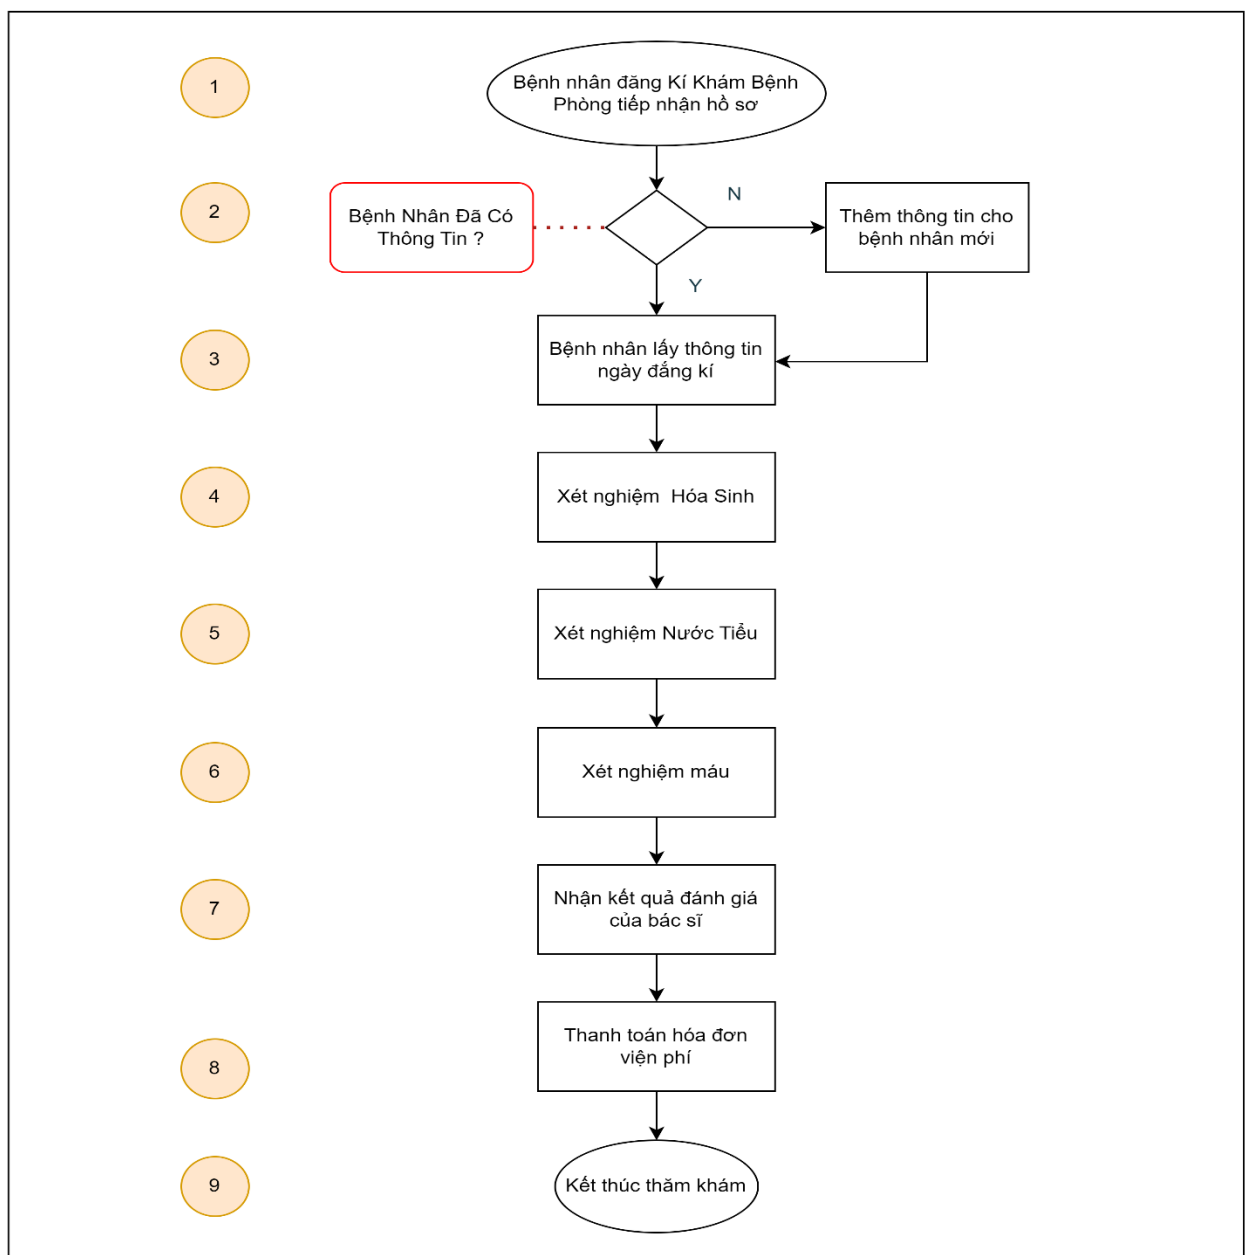 1
Bệnh nhân đăng Kí Khám Bệnh
Phòng tiếp nhận hồ sơ
2
Bệnh Nhân Đã Có
Thông Tin ?
N
Thêm thông tin cho
bệnh nhân mới
Y
3
Bệnh nhân lấy thông tin
ngày đắng kí
4
Xét nghiệm Hóa Sinh
5
Xét nghiệm Nước Tiểu
6
Xét nghiệm máu
7
Nhận kết quả đánh giá
của bác sĩ
8
Thanh toán hóa đơn
viện phí
9
Kết thúc thăm khám